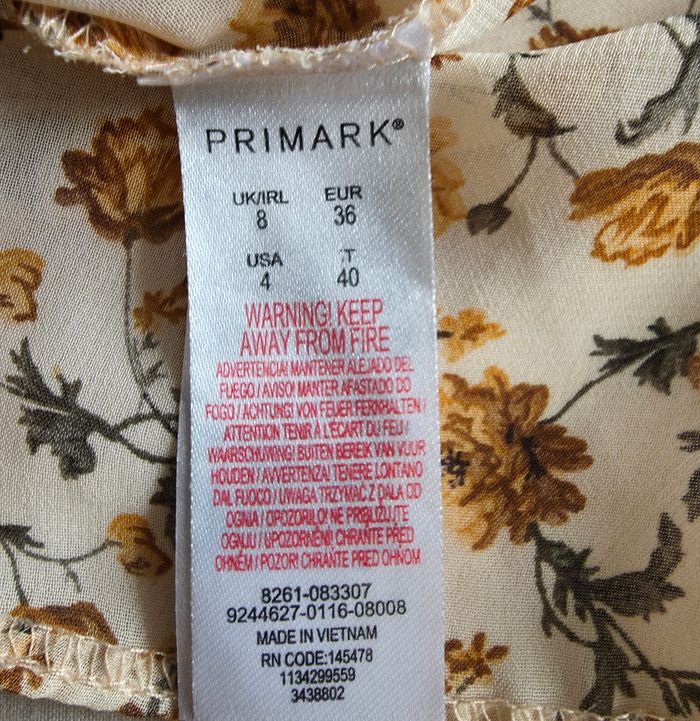 PRIMARK®
UK/IRL EUR
8 36
USA IT
4 40
WARNING! KEEP
AWAY FROM FIRE
ADVERTENCIA! MANTENER ALEJADO DEL
FUEGO / AVISO! MANTER AFASTADO DO
FOGO / ACHTUNG! VON FEUER FERNHALTEN /
ATTENTION TENIR À L'ÉCART DU FEU /
WAARSCHUWING! BUITEN BEREIK VAN VUUR
HOUDEN / AVVERTENZA! TENERE LONTANO
DAL FUOCO / UWAGA TRZYMAĆ Z DALA OD
OGNIA / OPOZORILO! NE PRIBLIŽUJTE
OGNJU / UPOZORNĚNÍ! CHRAŇTE PŘED
OHNĚM / POZOR! CHRÁŇTE PRED OHŇOM
8261-083307
9244627-0116-08008
MADE IN VIETNAM
RN CODE:145478
1134299559
3438802